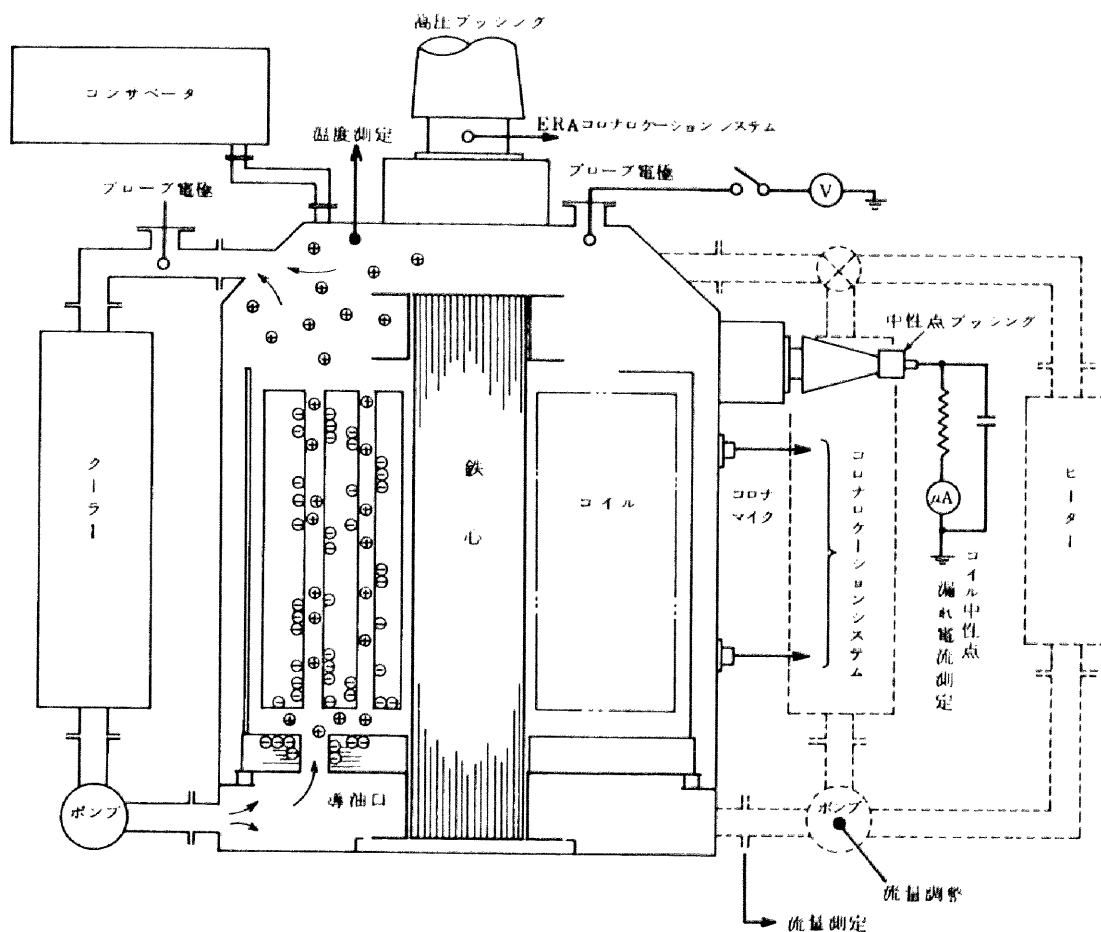 高圧ブッシング
コンサベータ
ERAコロナロケーションシステム
温度測定
プローブ電極
プローブ電極
V
中性点ブッシング
クーラー
鉄心
コイル
コロナ
マイク
コロナロケーションシステム
μA
コイル中性点
漏れ電流測定
ヒーター
導油口
ポンプ
ポンプ
流量調整
流量測定